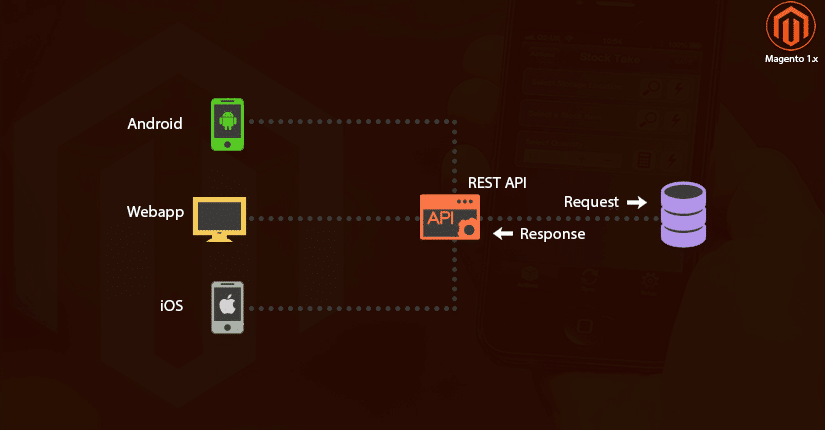 Magento 1.x
Android
REST API
Webapp
API
Request
Response
iOS